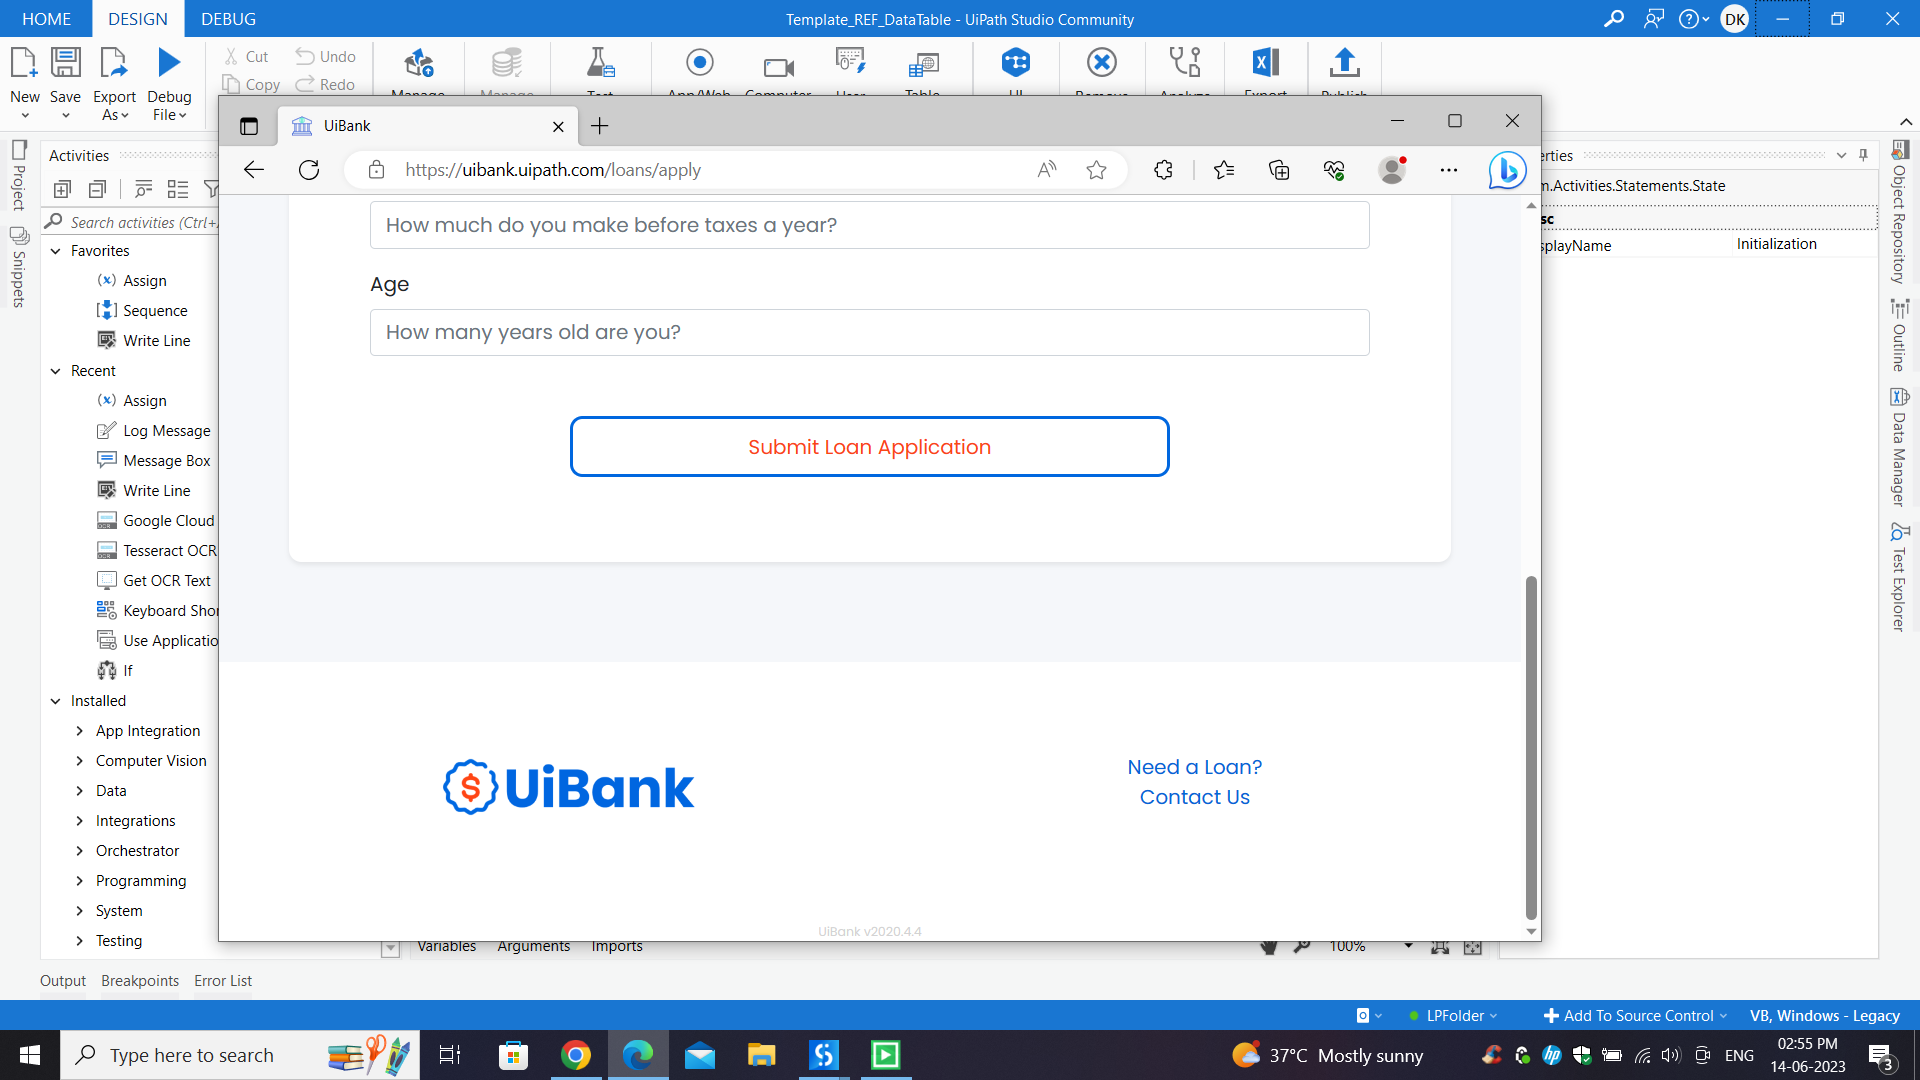 HOME DESIGN DEBUG
Template_REF_DataTable - UiPath Studio Community
DK
New
Save
Export As
Debug File
Cut
Copy
Undo
Redo
UiBank
https://uibank.uipath.com/loans/apply
Activities
Search activities (Ctrl+
Favorites
Assign
Sequence
Write Line
Recent
Assign
Log Message
Message Box
Write Line
Google Cloud
Tesseract OCR
Get OCR Text
Keyboard Shor
Use Applicatio
If
Installed
App Integration
Computer Vision
Data
Integrations
Orchestrator
Programming
System
Testing
Project
Snippets
How much do you make before taxes a year?
Age
How many years old are you?
Submit Loan Application
UiBank
Need a Loan?
Contact Us
UiBank v2020.4.4
erties
m.Activities.Statements.State
sc
splayName Initialization
Object Repository
Outline
Data Manager
Test Explorer
Variables Arguments Imports
100%
Output Breakpoints Error List
LPFolder
Add To Source Control
VB, Windows - Legacy
Type here to search
37°C Mostly sunny
ENG
02:55 PM
14-06-2023
3